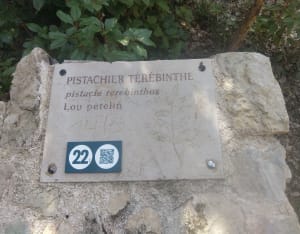 PISTACHIER TÉRÉBINTHE
pistacia terebinthus
Lou petelin
22